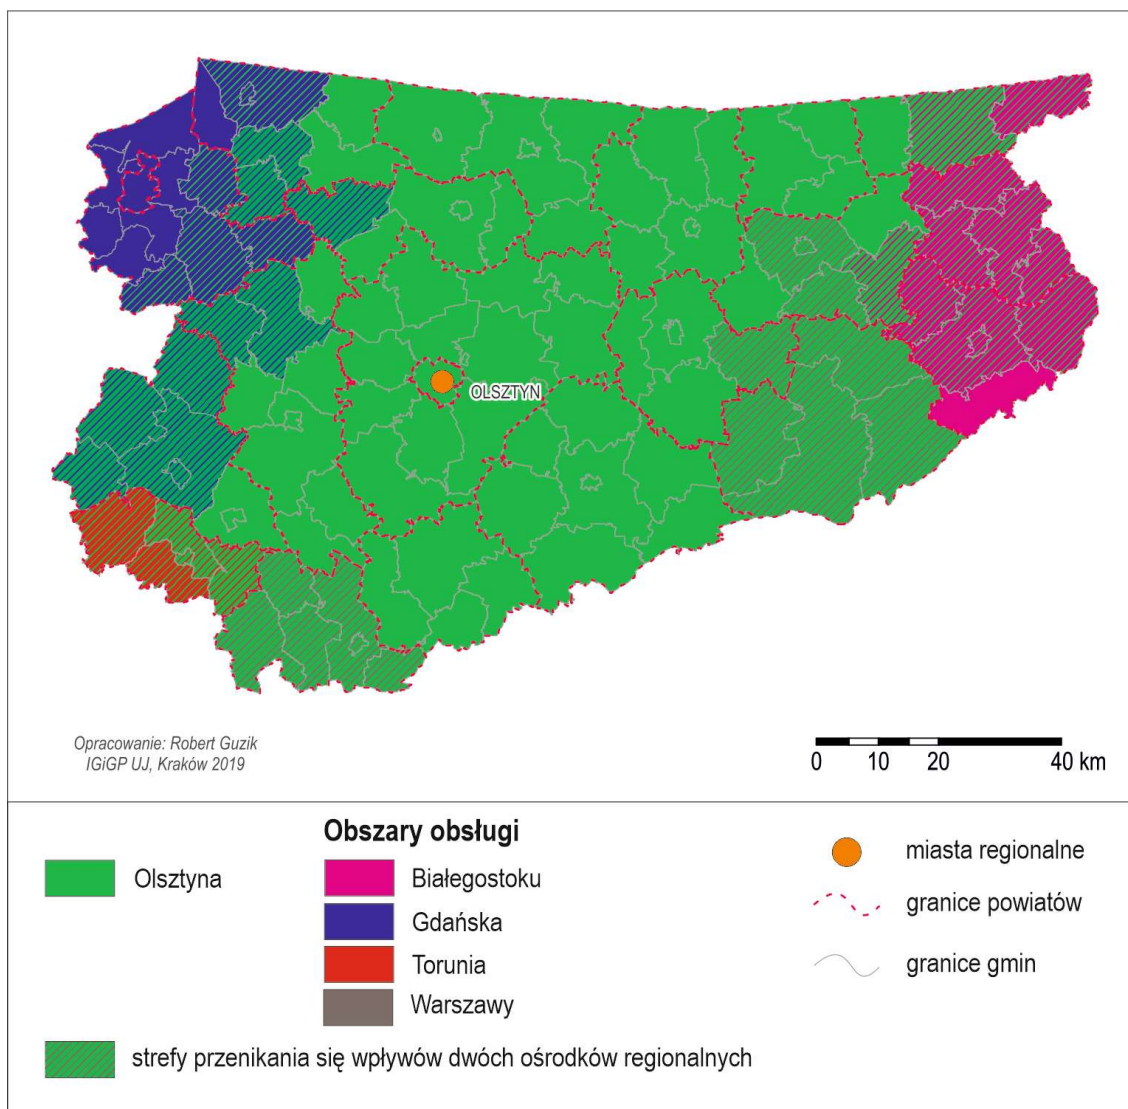 OLSZTYN
Opracowanie: Robert Guzik
IGiGP UJ, Kraków 2019
0 10 20 40 km
Obszary obsługi
Olsztyna
Białegostoku
Gdańska
Torunia
Warszawy
miasta regionalne
granice powiatów
granice gmin
strefy przenikania się wpływów dwóch ośrodków regionalnych